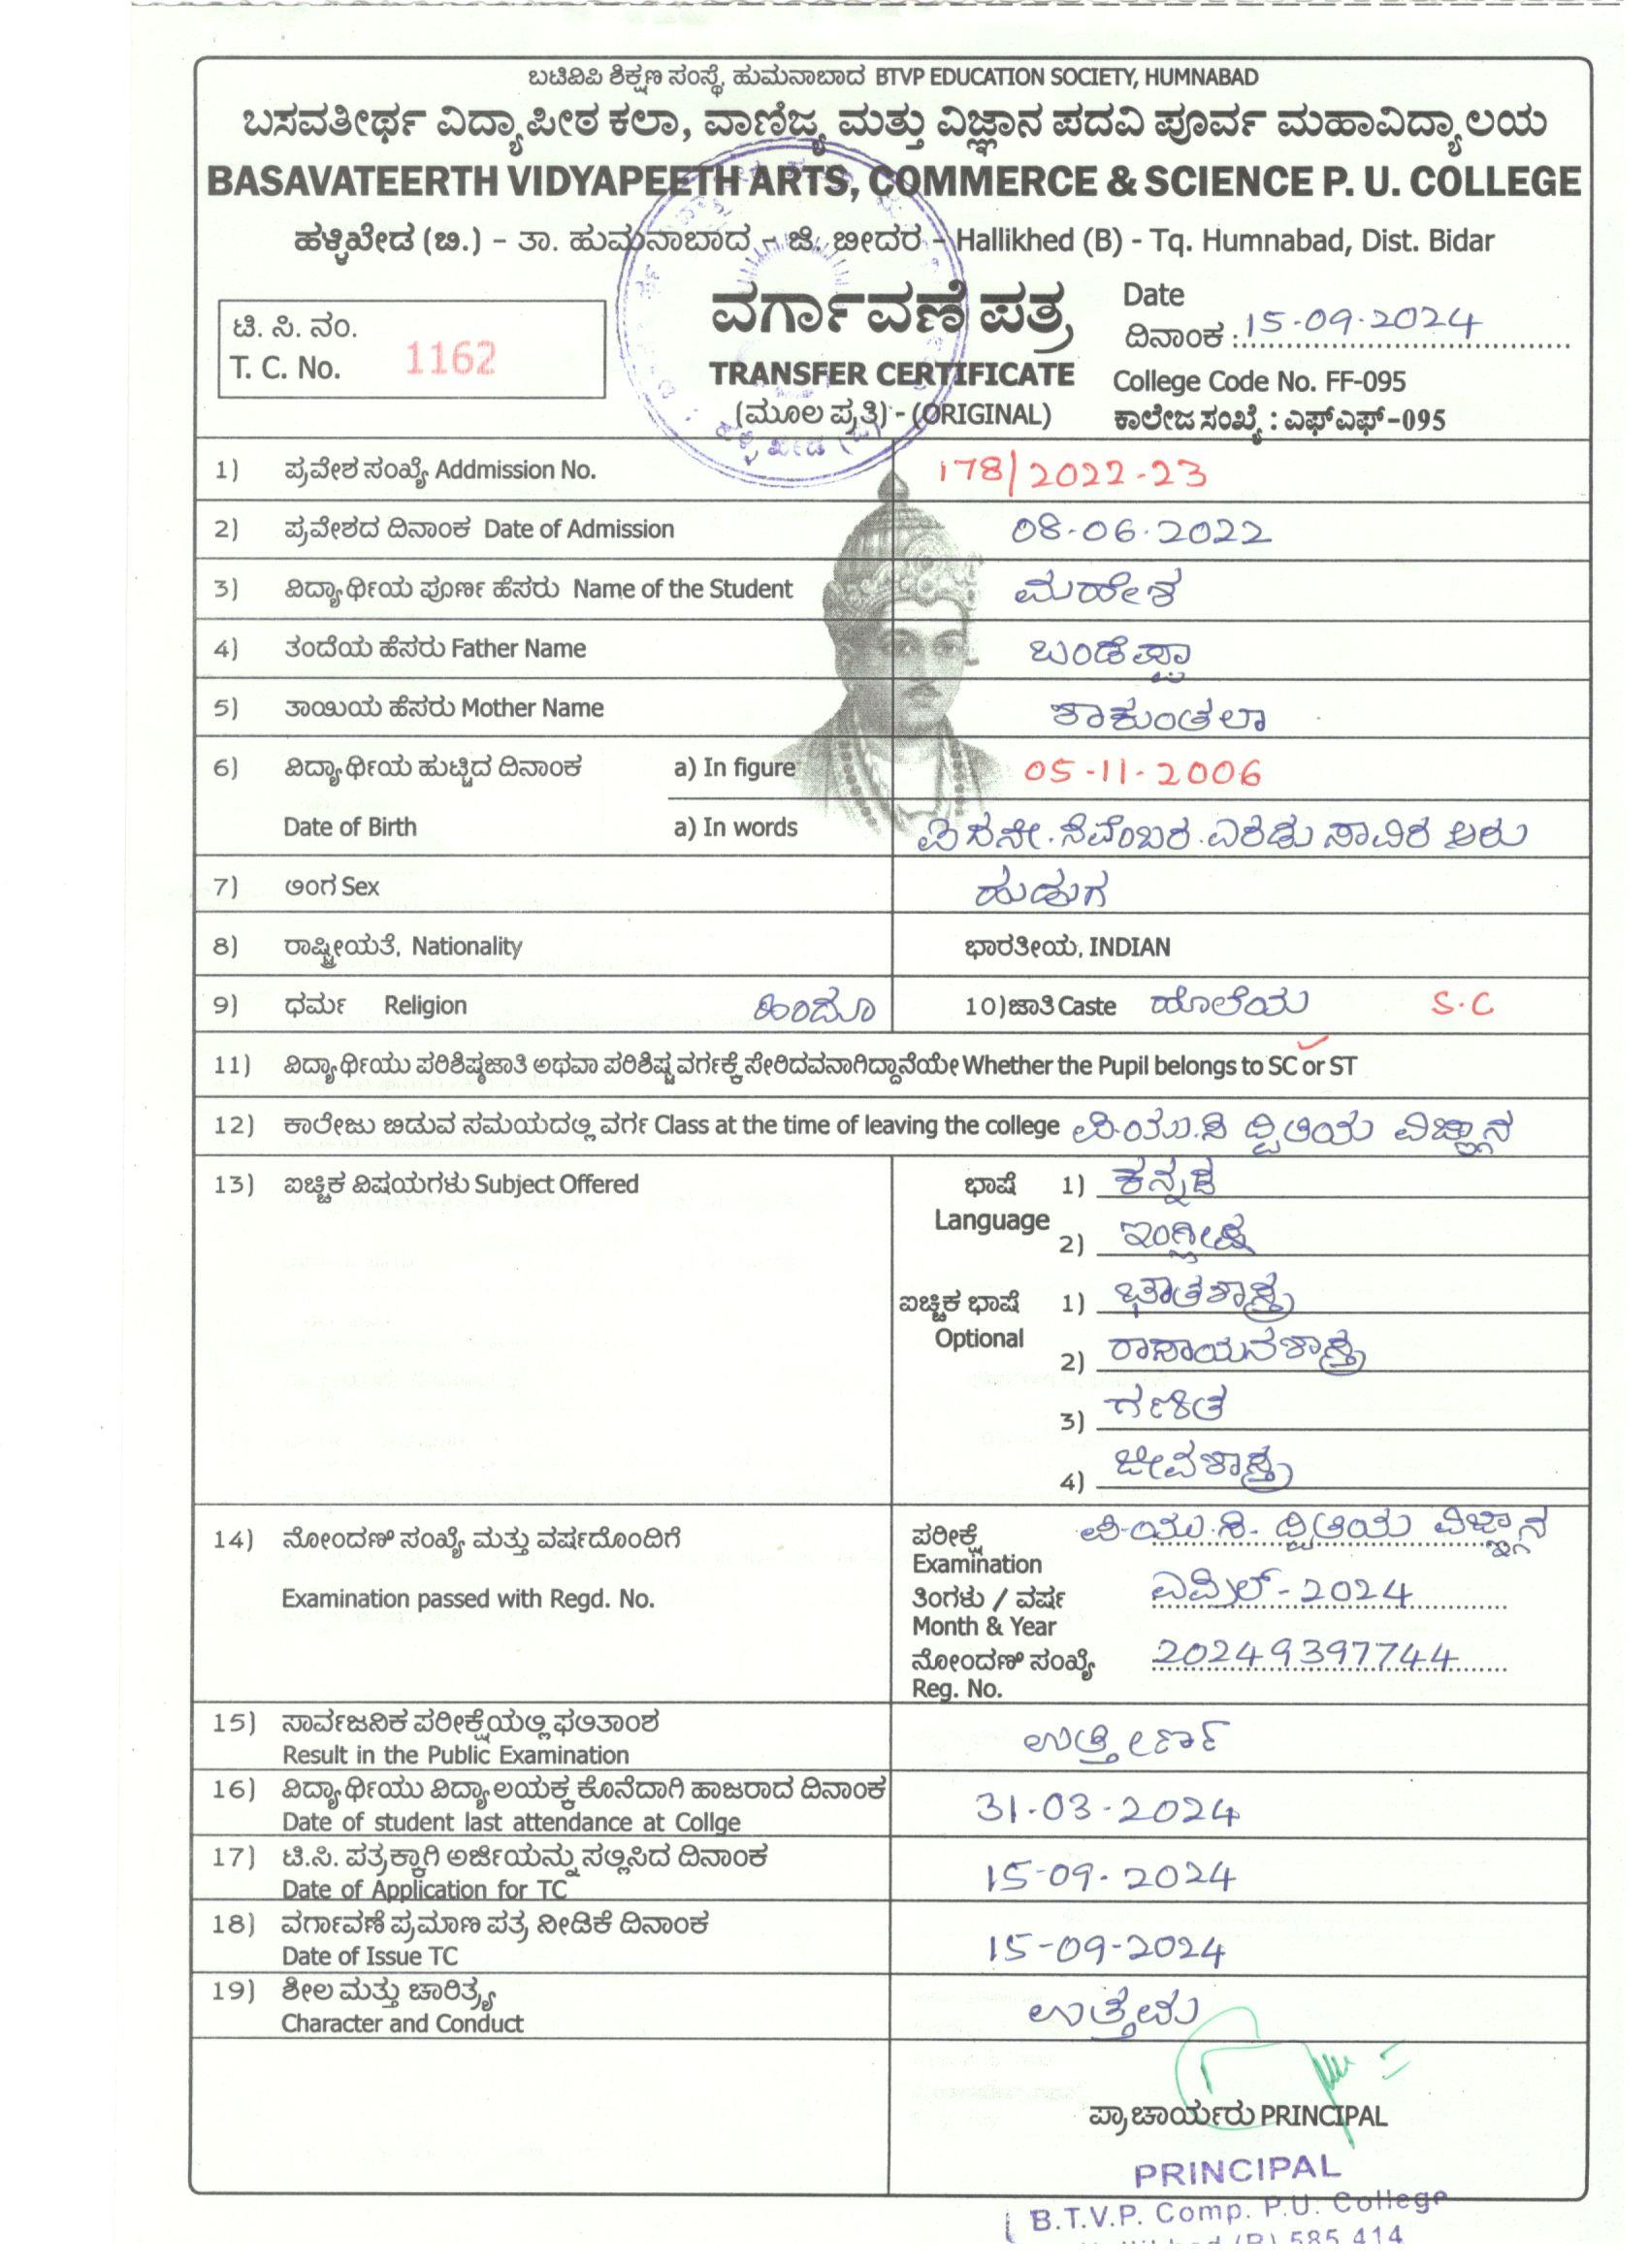 ಬಟಿವಿಪಿ ಶಿಕ್ಷಣ ಸಂಸ್ಥೆ, ಹುಮನಾಬಾದ BTVP EDUCATION SOCIETY, HUMNABAD
ಬಸವತೀರ್ಥ ವಿದ್ಯಾಪೀಠ ಕಲಾ, ವಾಣಿಜ್ಯ ಮತ್ತು ವಿಜ್ಞಾನ ಪದವಿ ಪೂರ್ವ ಮಹಾವಿದ್ಯಾಲಯ
BASAVATEERTH VIDYAPEETH ARTS, COMMERCE & SCIENCE P. U. COLLEGE
ಹಳ್ಳಿಖೇಡ (ಬಿ.) - ತಾ. ಹುಮನಾಬಾದ - ಜಿ. ಬೀದರ - Hallikhed (B) - Tq. Humnabad, Dist. Bidar
ಟಿ. ಸಿ. ನಂ.
T. C. No. 1162
ವರ್ಗಾವಣೆ ಪತ್ರ
TRANSFER CERTIFICATE
(ಮೂಲ ಪ್ರತಿ) - (ORIGINAL)
Date
ದಿನಾಂಕ : 15-09-2024
College Code No. FF-095
ಕಾಲೇಜ ಸಂಖ್ಯೆ : ಎಫ್ಎಫ್-095
1) ಪ್ರವೇಶ ಸಂಖ್ಯೆ Addmission No. 178/2022-23
2) ಪ್ರವೇಶದ ದಿನಾಂಕ Date of Admission 08-06-2022
3) ವಿದ್ಯಾರ್ಥಿಯ ಪೂರ್ಣ ಹೆಸರು Name of the Student ಮಹೇಶ
4) ತಂದೆಯ ಹೆಸರು Father Name ಬಂಡೆಪ್ಪಾ
5) ತಾಯಿಯ ಹೆಸರು Mother Name ಶಾಕುಂತಲಾ
6) ವಿದ್ಯಾರ್ಥಿಯ ಹುಟ್ಟಿದ ದಿನಾಂಕ a) In figure 05-11-2006
Date of Birth a) In words ನವೆಂಬರ ಎರಡು ಸಾವಿರ ಆರು
7) ಲಿಂಗ Sex ಹುಡುಗ
8) ರಾಷ್ಟ್ರೀಯತೆ, Nationality ಭಾರತೀಯ, INDIAN
9) ಧರ್ಮ Religion ಹಿಂದೂ 10) ಜಾತಿ Caste ಹೊಲೆಯ S.C
11) ವಿದ್ಯಾರ್ಥಿಯು ಪರಿಶಿಷ್ಠಜಾತಿ ಅಥವಾ ಪರಿಶಿಷ್ಟ ವರ್ಗಕ್ಕೆ ಸೇರಿದವನಾಗಿದ್ದಾನೆಯೇ Whether the Pupil belongs to SC or ST
12) ಕಾಲೇಜು ಬಿಡುವ ಸಮಯದಲ್ಲಿ ವರ್ಗ Class at the time of leaving the college ಪಿ.ಯು.ಸಿ ದ್ವಿತಿಯ ವಿಜ್ಞಾನ
13) ಐಚ್ಚಿಕ ವಿಷಯಗಳು Subject Offered
ಭಾಷೆ 1) ಕನ್ನಡ
Language 2) ಇಂಗ್ಲೀಷ
ಐಚ್ಚಿಕ ಭಾಷೆ 1) ಭೌತಶಾಸ್ತ್ರ
Optional 2) ರಾಸಾಯನಶಾಸ್ತ್ರ
3) ಗಣಿತ
4) ಜೀವಶಾಸ್ತ್ರ
14) ನೋಂದಣಿ ಸಂಖ್ಯೆ ಮತ್ತು ವರ್ಷದೊಂದಿಗೆ
Examination passed with Regd. No.
ಪರೀಕ್ಷೆ ಪಿ.ಯು.ಸಿ. ದ್ವಿತಿಯ ವಿಜ್ಞಾನ
Examination
ತಿಂಗಳು / ವರ್ಷ ಎಪ್ರಿಲ್-2024
Month & Year
ನೋಂದಣಿ ಸಂಖ್ಯೆ 20249397744
Reg. No.
15) ಸಾರ್ವಜನಿಕ ಪರೀಕ್ಷೆಯಲ್ಲಿ ಫಲಿತಾಂಶ ಉತ್ತೀರ್ಣ
Result in the Public Examination
16) ವಿದ್ಯಾರ್ಥಿಯು ವಿದ್ಯಾಲಯಕ್ಕ ಕೊನೆದಾಗಿ ಹಾಜರಾದ ದಿನಾಂಕ 31-03-2024
Date of student last attendance at Collge
17) ಟಿ.ಸಿ. ಪತ್ರಕ್ಕಾಗಿ ಅರ್ಜಿಯನ್ನು ಸಲ್ಲಿಸಿದ ದಿನಾಂಕ 15-09-2024
Date of Application for TC
18) ವರ್ಗಾವಣೆ ಪ್ರಮಾಣ ಪತ್ರ ನೀಡಿಕೆ ದಿನಾಂಕ 15-09-2024
Date of Issue TC
19) ಶೀಲ ಮತ್ತು ಚಾರಿತ್ರ್ಯ ಉತ್ತಮ
Character and Conduct
ಪ್ರಾಚಾರ್ಯರು PRINCIPAL
PRINCIPAL
B.T.V.P. Comp. P.U. College
(B) 585 414